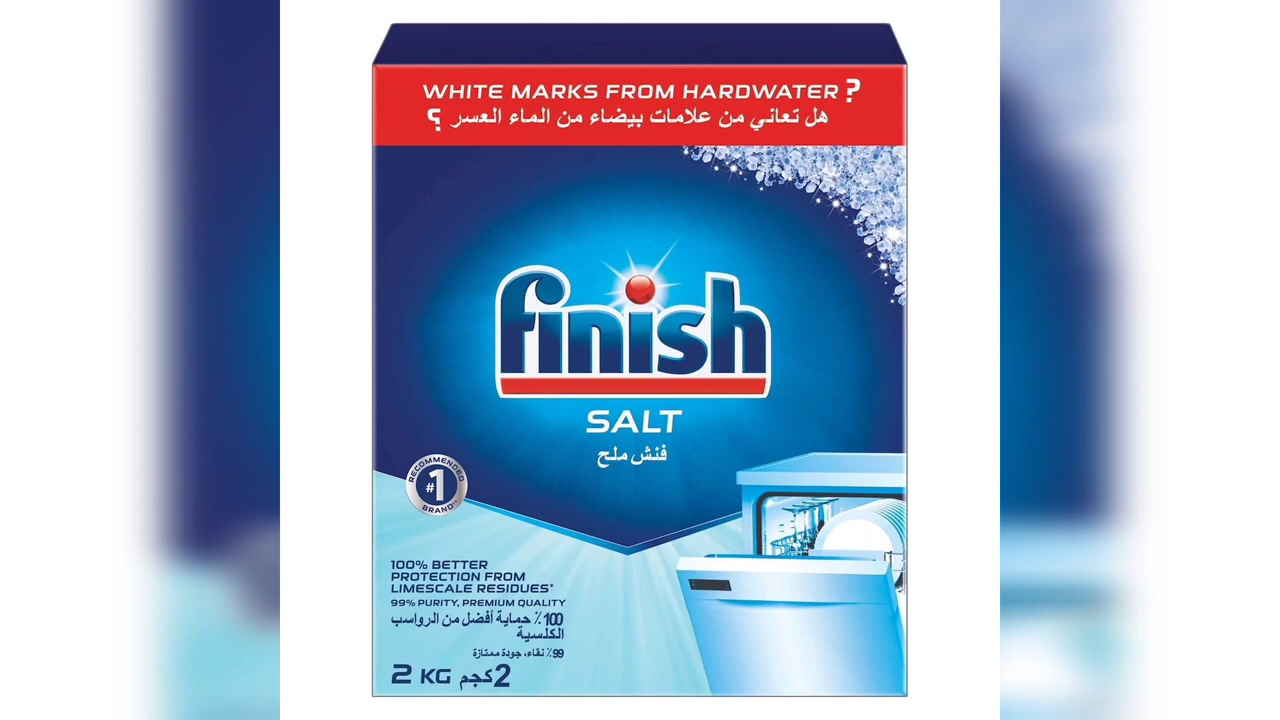 WHITE MARKS FROM HARDWATER?
هل تعاني من علامات بيضاء من الماء العسر ؟
finish
SALT
فنش ملح
RECOMMENDED
#1
BRAND**
100% BETTER
PROTECTION FROM
LIMESCALE RESIDUES*
99% PURITY, PREMIUM QUALITY
100٪ حماية أفضل من الرواسب
الكلسية
99٪ نقاء، جودة ممتازة
2 KG 2 كجم